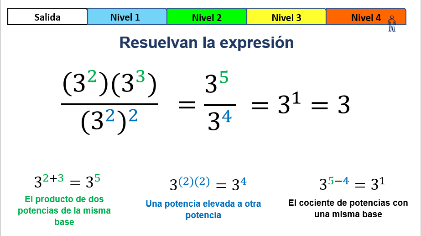 Salida Nivel 1 Nivel 2 Nivel 3 Nivel 4
Resuelvan la expresión
(3²)(3³) / (3²)² = 3⁵ / 3⁴ = 3¹ = 3
3²⁺³ = 3⁵ 3⁽²⁾⁽²⁾ = 3⁴ 3⁵⁻⁴ = 3¹
El producto de dos
potencias de la misma
base
Una potencia elevada a otra
potencia
El cociente de potencias con
una misma base